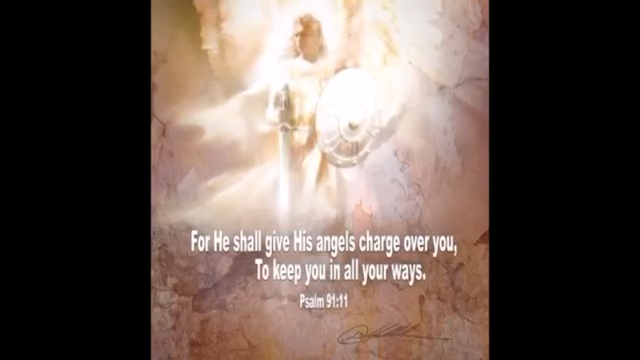 For He shall give His angels charge over you,
To keep you in all your ways.
Psalm 91:11